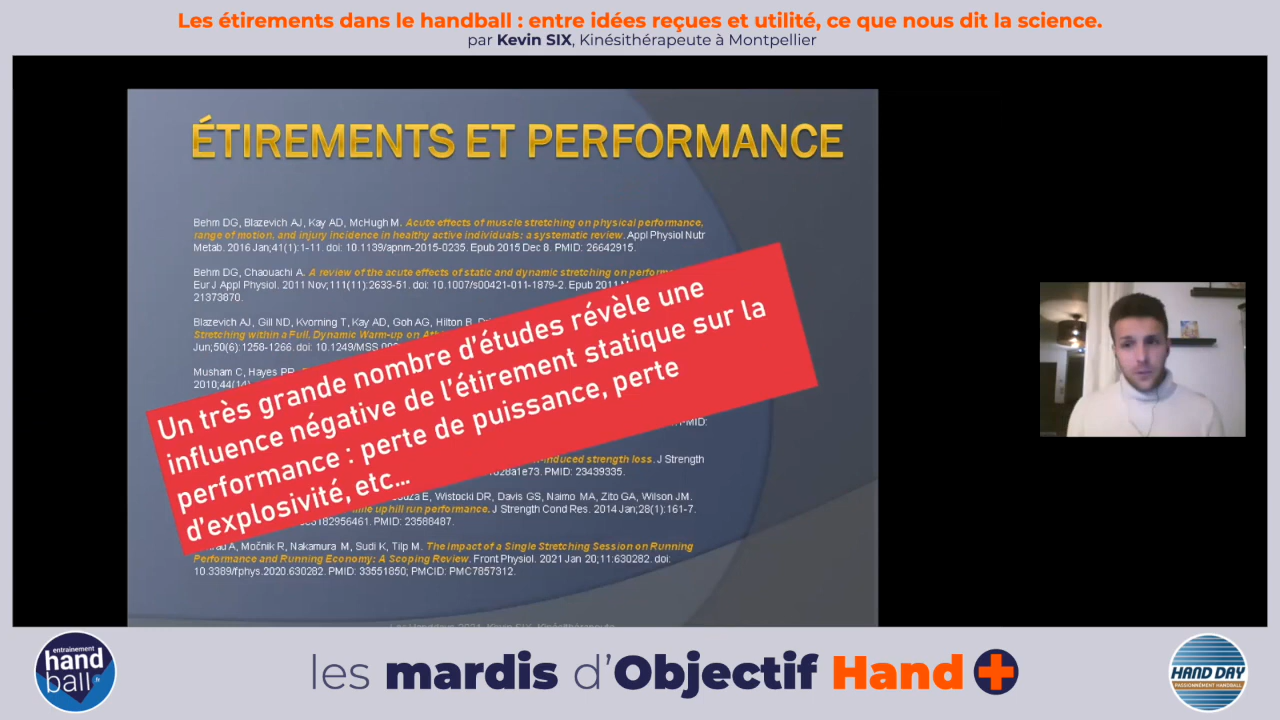 Les étirements dans le handball : entre idées reçues et utilité, ce que nous dit la science.
par Kevin SIX, Kinésithérapeute à Montpellier
ÉTIREMENTS ET PERFORMANCE
Behm DG, Blazevich AJ, Kay AD, McHugh M. Acute effects of muscle stretching on physical performance,
range of motion, and injury incidence in healthy active individuals: a systematic review. Appl Physiol Nutr
Metab. 2016 Jan;41(1):1-11. doi: 10.1139/apnm-2015-0235. Epub 2015 Dec 8. PMID: 26642915.
Behm DG, Chaouachi A. A review of the acute effects of static and dynamic stretching on
Eur J Appl Physiol. 2011 Nov;111(11):2633-51. doi: 10.1007/s00421-011-1879-2. Epub 2011
21373870.
Blazevich AJ, Gill ND, Kvorning T, Kay AD, Goh AG, Hilton B,
Stretching within a Full, Dynamic Warm-up on
Jun;50(6):1258-1266. doi: 10.1249/MSS.
Musham C, Hayes PR.
2010;44(14)
Un très grande nombre d'études révèle une
influence négative de l'étirement statique sur la
performance : perte de puissance, perte
d'explosivité, etc...
PMID:
induced strength loss. J Strength
PMID: 23439335.
E, Wistocki DR, Davis GS, Naimo MA, Zito GA, Wilson JM.
uphill run performance. J Strength Cond Res. 2014 Jan;28(1):161-7.
PMID: 23588487.
A, Močnik R, Nakamura M, Sudi K, Tilp M. The impact of a Single Stretching Session on Running
Performance and Running Economy: A Scoping Review. Front Physiol. 2021 Jan 20;11:630282. doi:
10.3389/fphys.2020.630282. PMID: 33551850; PMCID: PMC7857312.
entrainement
hand
ball
les mardis d'Objectif Hand
HAND DAY
PASSIONNÉMENT HANDBALL